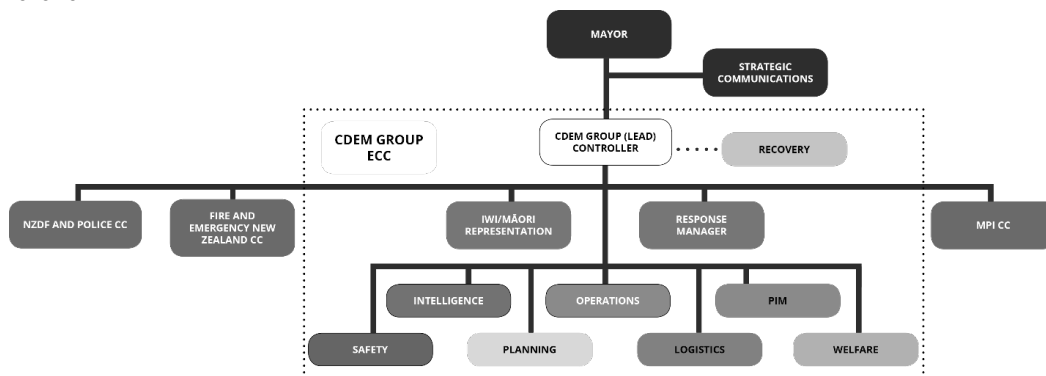 MAYOR
STRATEGIC
COMMUNICATIONS
CDEM GROUP
ECC
CDEM GROUP (LEAD)
CONTROLLER
RECOVERY
NZDF AND POLICE CC
FIRE AND
EMERGENCY NEW
ZEALAND CC
IWI/MĀORI
REPRESENTATION
RESPONSE
MANAGER
MPI CC
INTELLIGENCE
OPERATIONS
PIM
SAFETY
PLANNING
LOGISTICS
WELFARE